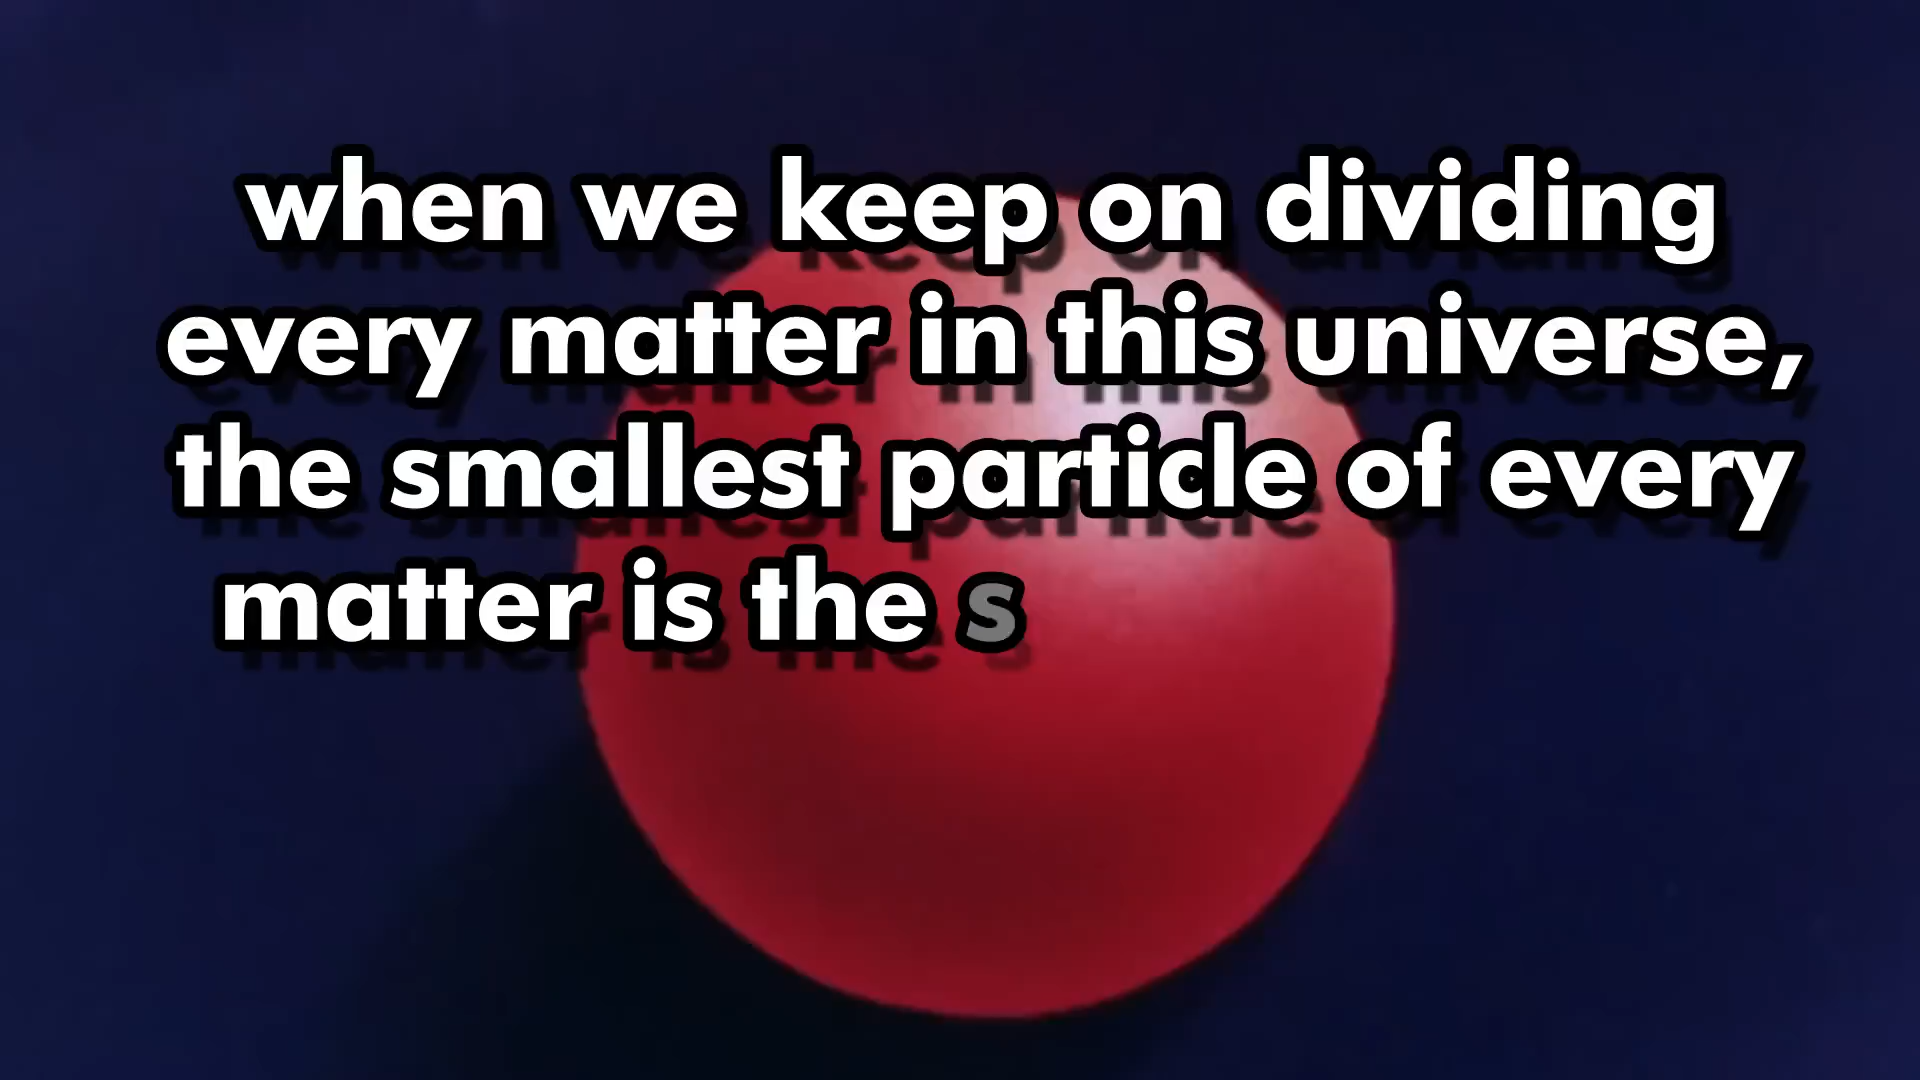 when we keep on dividing
every matter in this universe,
the smallest particle of every
matter is the s